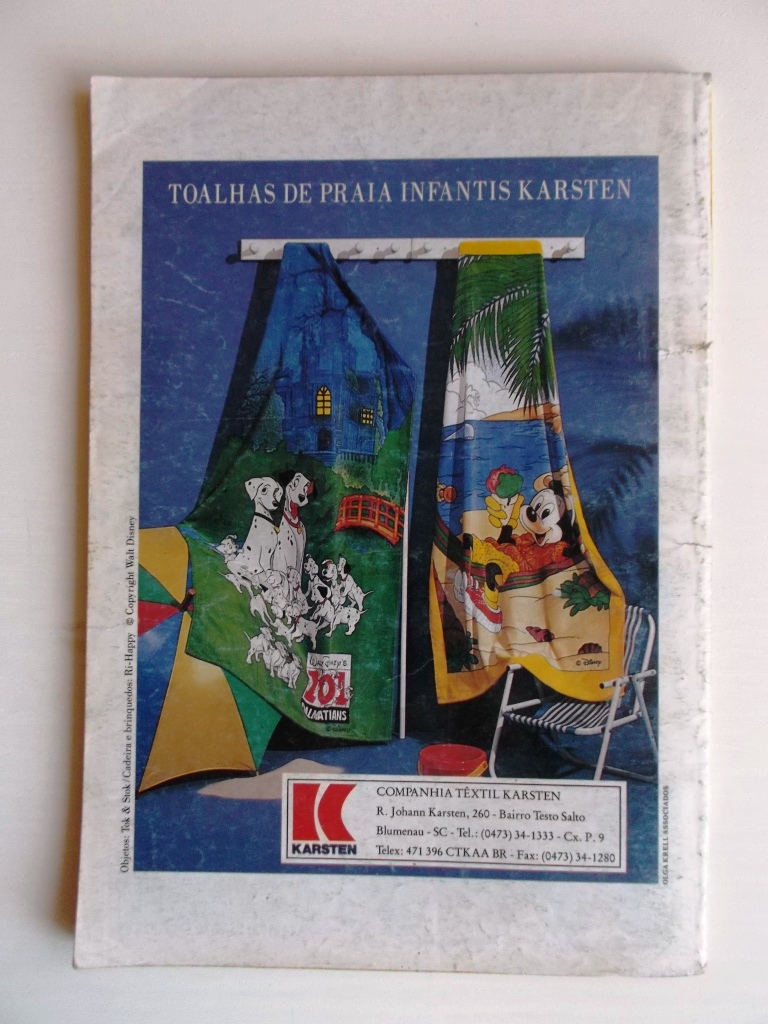 TOALHAS DE PRAIA INFANTIS KARSTEN
WALT DISNEY'S
101
DALMATIANS
© DISNEY
© DISNEY
KARSTEN
COMPANHIA TÊXTIL KARSTEN
R. Johann Karsten, 260 - Bairro Testo Salto
Blumenau - SC - Tel.: (0473) 34-1333 - Cx. P. 9
Telex: 471 396 CTKAA BR - Fax: (0473) 34-1280
Objetos: Tok & Stok/Cadeira e brinquedos: Ri-Happy © Copyright Walt Disney
OLGA KRELL ASSOCIADOS